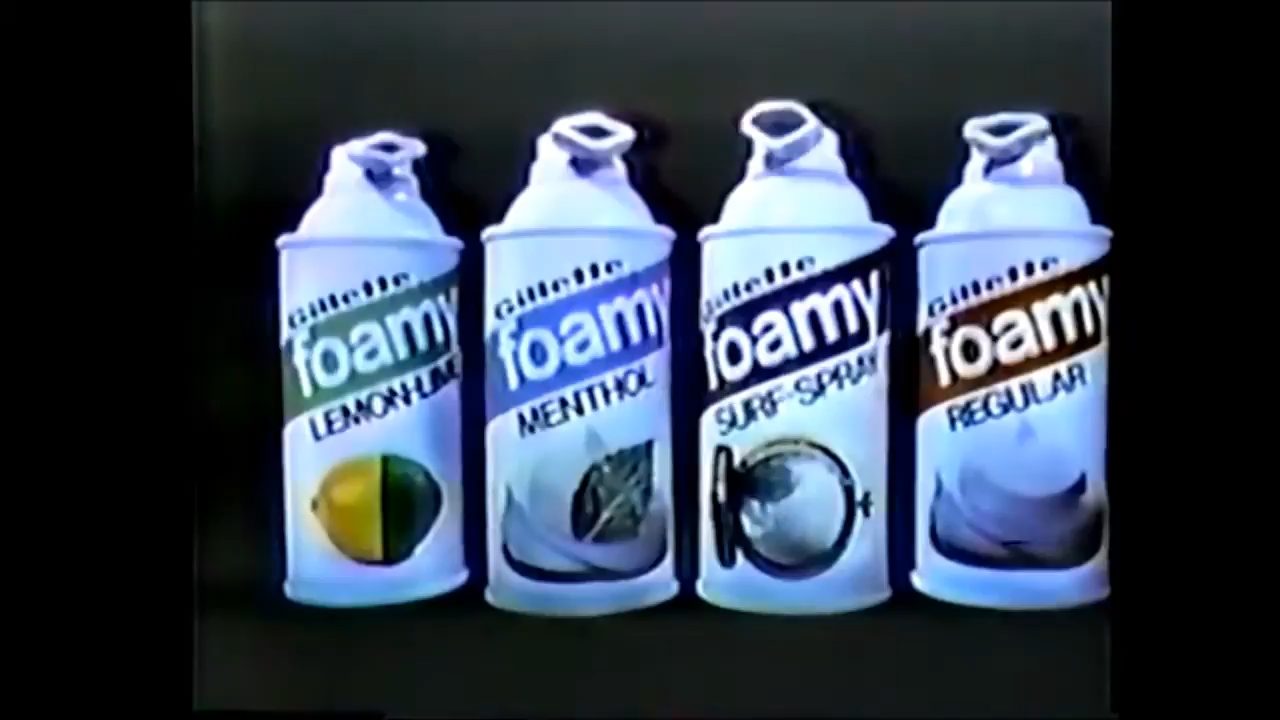 Gillette
foamy
LEMON-LIME
Gillette
foamy
MENTHOL
Gillette
foamy
SURF-SPRAY
Gillette
foamy
REGULAR